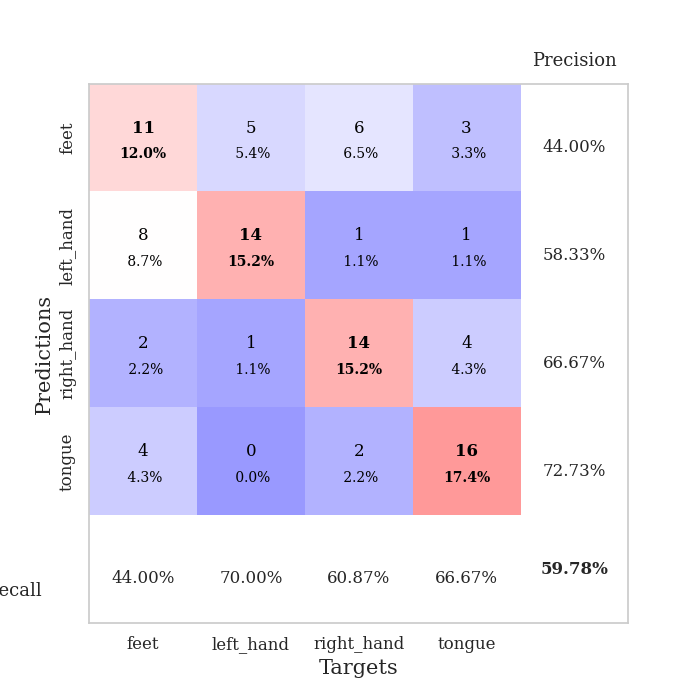 Precision
feet 11 5 6 3 44.00%
12.0% 5.4% 6.5% 3.3%
left_hand 8 14 1 1 58.33%
8.7% 15.2% 1.1% 1.1%
right_hand 2 1 14 4 66.67%
2.2% 1.1% 15.2% 4.3%
tongue 4 0 2 16 72.73%
4.3% 0.0% 2.2% 17.4%
Predictions
ecall 44.00% 70.00% 60.87% 66.67% 59.78%
feet left_hand right_hand tongue
Targets